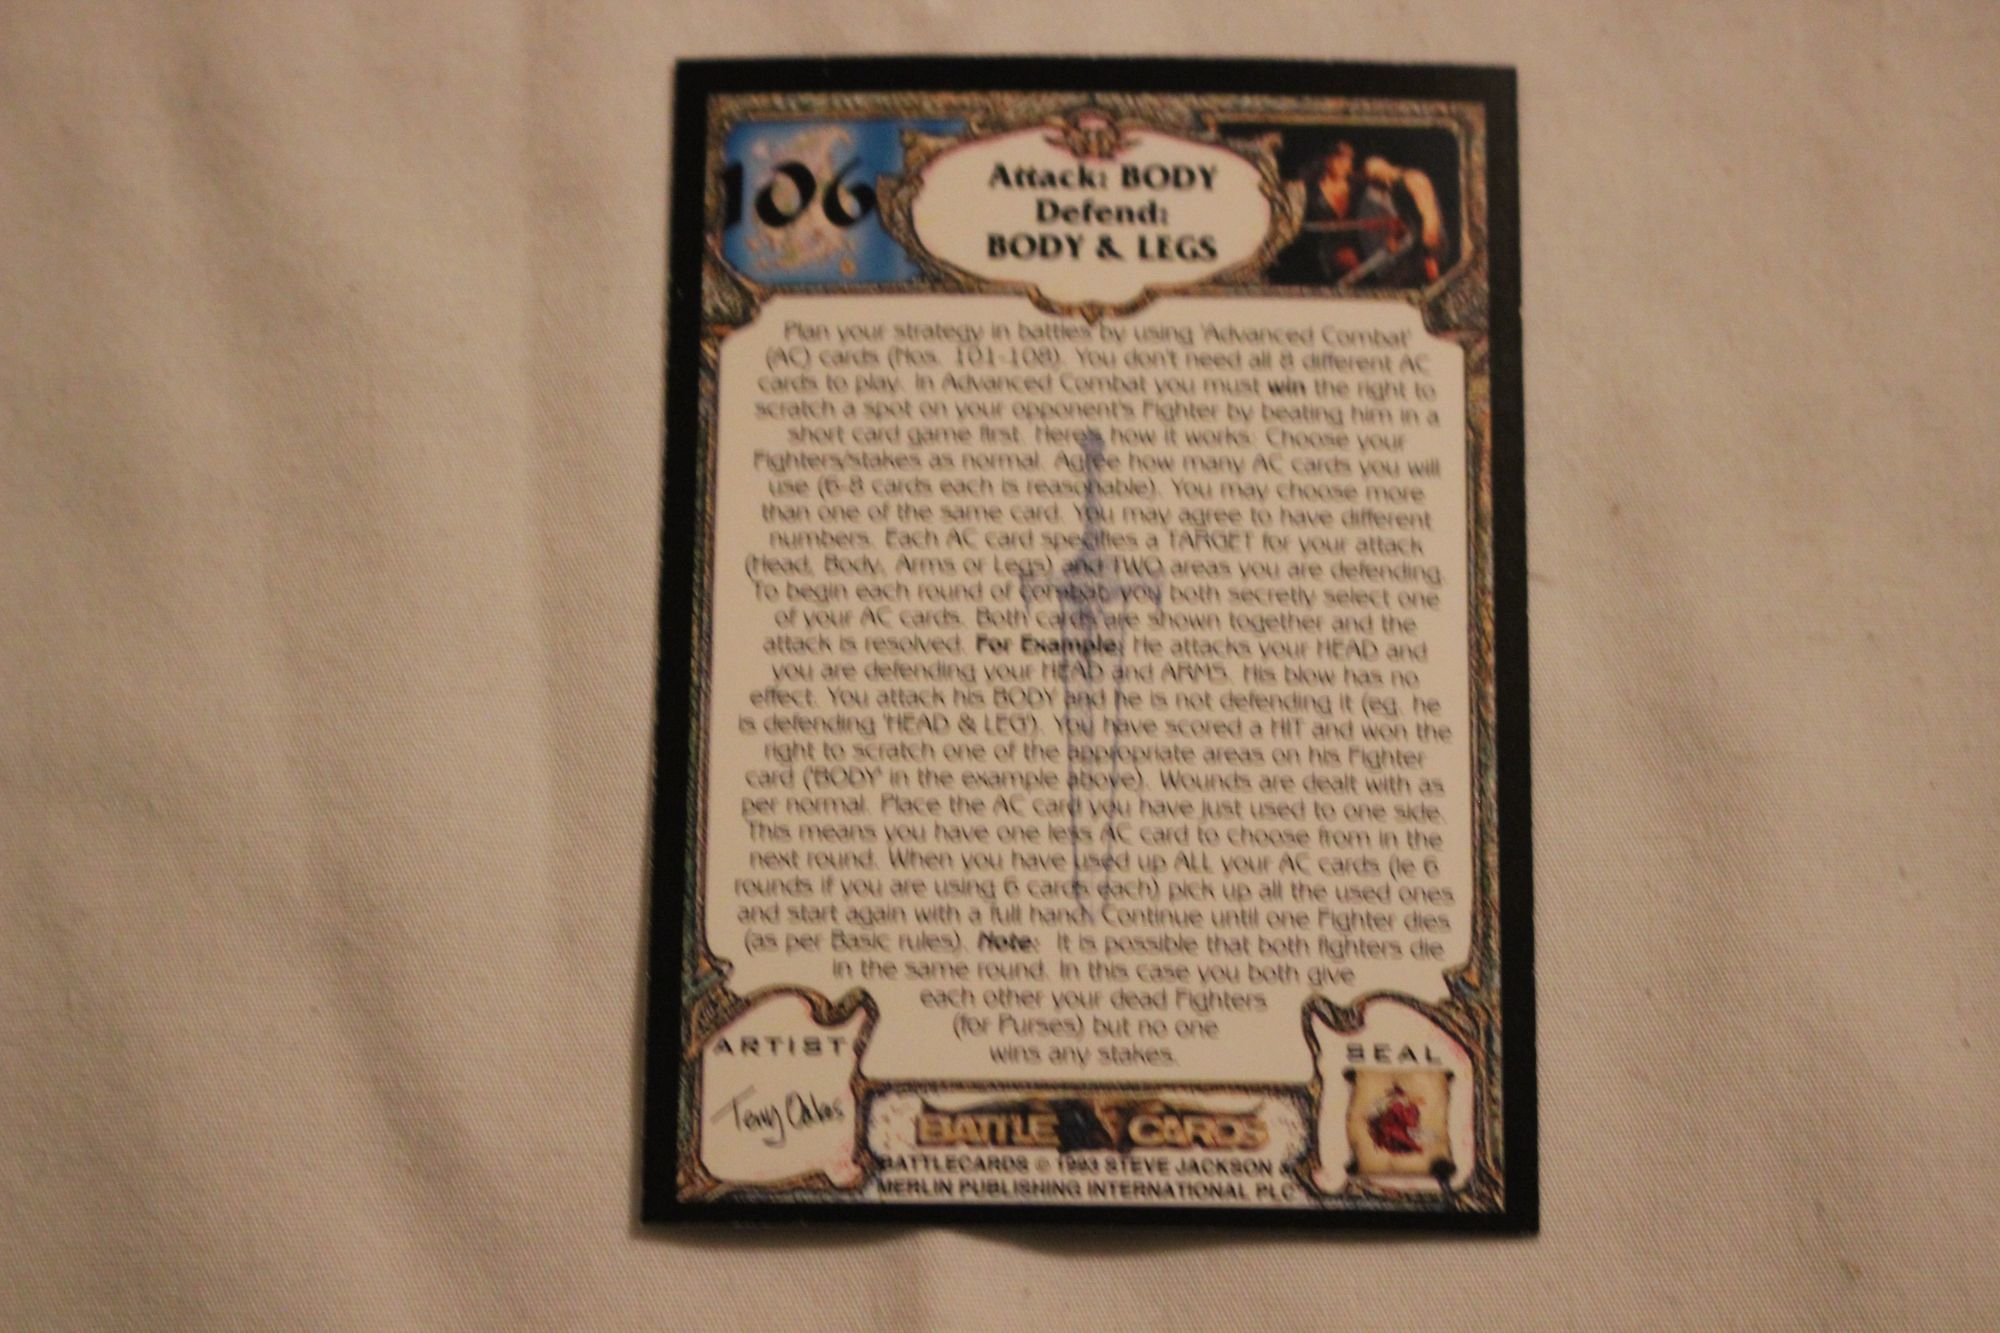 106
Attack: BODY
Defend:
BODY & LEGS
Plan your strategy in battles by using 'Advanced Combat'
(AC) cards (Nos. 101-108). You don't need all 8 different AC
cards to play. In Advanced Combat you must win the right to
scratch a spot on your opponent's Fighter by beating him in a
short card game first. Here's how it works: Choose your
Fighters/stakes as normal. Agree how many AC cards you will
use (6-8 cards each is reasonable). You may choose more
than one of the same card. You may agree to have different
numbers. Each AC card specifies a TARGET for your attack
(Head, Body, Arms or Legs) and TWO areas you are defending.
To begin each round of combat, you both secretly select one
of your AC cards. Both cards are shown together and the
attack is resolved. For Example: He attacks your HEAD and
you are defending your HEAD and ARMS. His blow has no
effect. You attack his BODY and he is not defending it (eg. he
is defending 'HEAD & LEG'). You have scored a HIT and won the
right to scratch one of the appropriate areas on his Fighter
card ('BODY' in the example above). Wounds are dealt with as
per normal. Place the AC card you have just used to one side.
This means you have one less AC card to choose from in the
next round. When you have used up ALL your AC cards (ie 6
rounds if you are using 6 cards each) pick up all the used ones
and start again with a full hand. Continue until one Fighter dies
(as per Basic rules). Note: It is possible that both fighters die
in the same round. In this case you both give
each other your dead Fighters
(for Purses) but no one
wins any stakes.
ARTIST
Terry Oakes
SEAL
BATTLE CARDS
BATTLECARDS © 1993 STEVE JACKSON &
MERLIN PUBLISHING INTERNATIONAL PLC